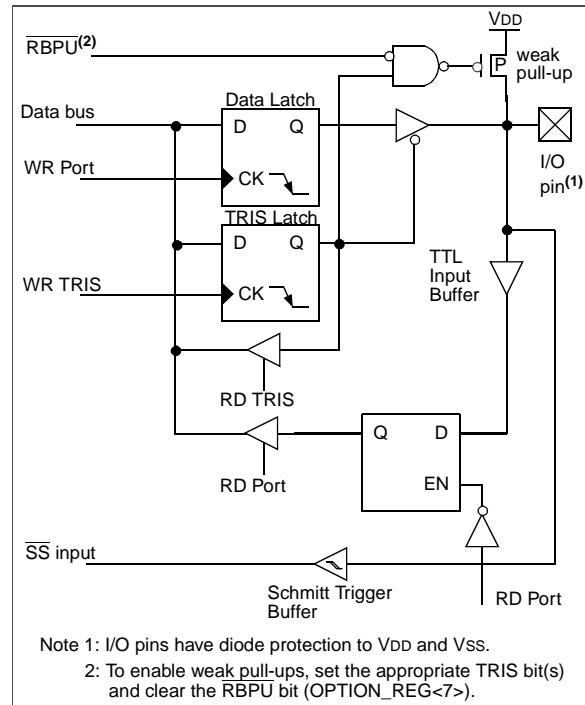 VDD
RBPU(2)
P
weak
pull-up
Data bus
Data Latch
D Q
I/O
pin(1)
WR Port
CK
TRIS Latch
D Q
TTL
Input
Buffer
WR TRIS
CK
RD TRIS
Q D
RD Port
EN
SS input
Schmitt Trigger
Buffer
RD Port
Note 1: I/O pins have diode protection to VDD and VSS.
2: To enable weak pull-ups, set the appropriate TRIS bit(s)
and clear the RBPU bit (OPTION_REG<7>).